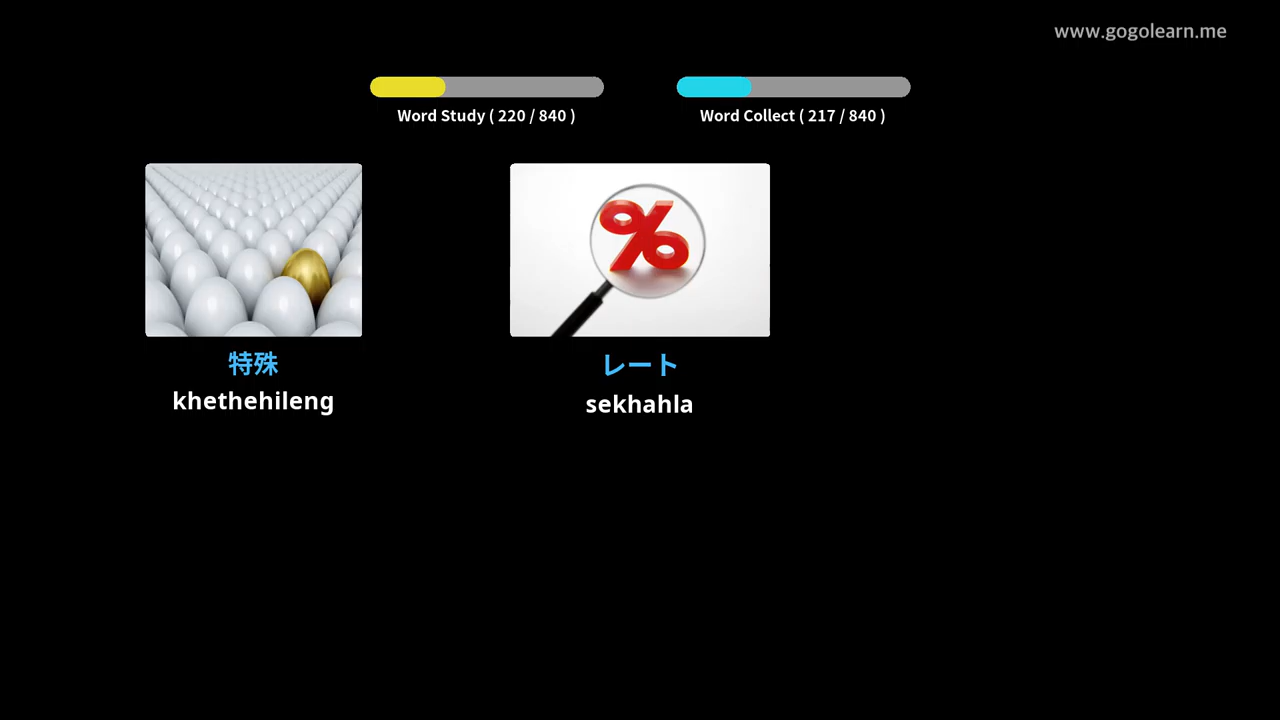 www.gogolearn.me
Word Study ( 220 / 840 )
Word Collect ( 217 / 840 )
特殊
khethehileng
レート
sekhahla